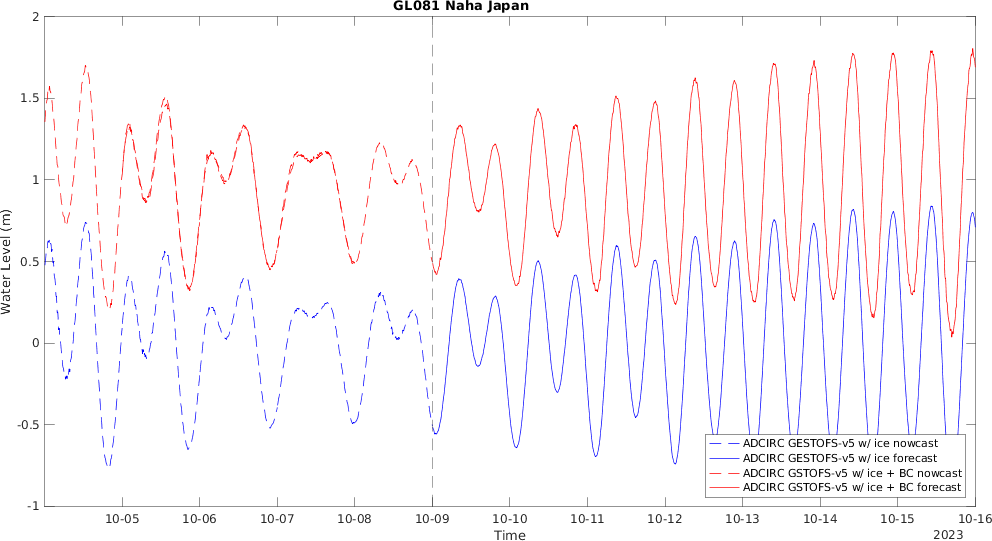 GL081 Naha Japan
2
1.5
1
0.5
0
-0.5
-1
Water Level (m)
ADCIRC GESTOFS-v5 w/ ice nowcast
ADCIRC GESTOFS-v5 w/ ice forecast
ADCIRC GSTOFS-v5 w/ ice + BC nowcast
ADCIRC GSTOFS-v5 w/ ice + BC forecast
10-05 10-06 10-07 10-08 10-09 10-10 10-11 10-12 10-13 10-14 10-15 10-16
Time
2023